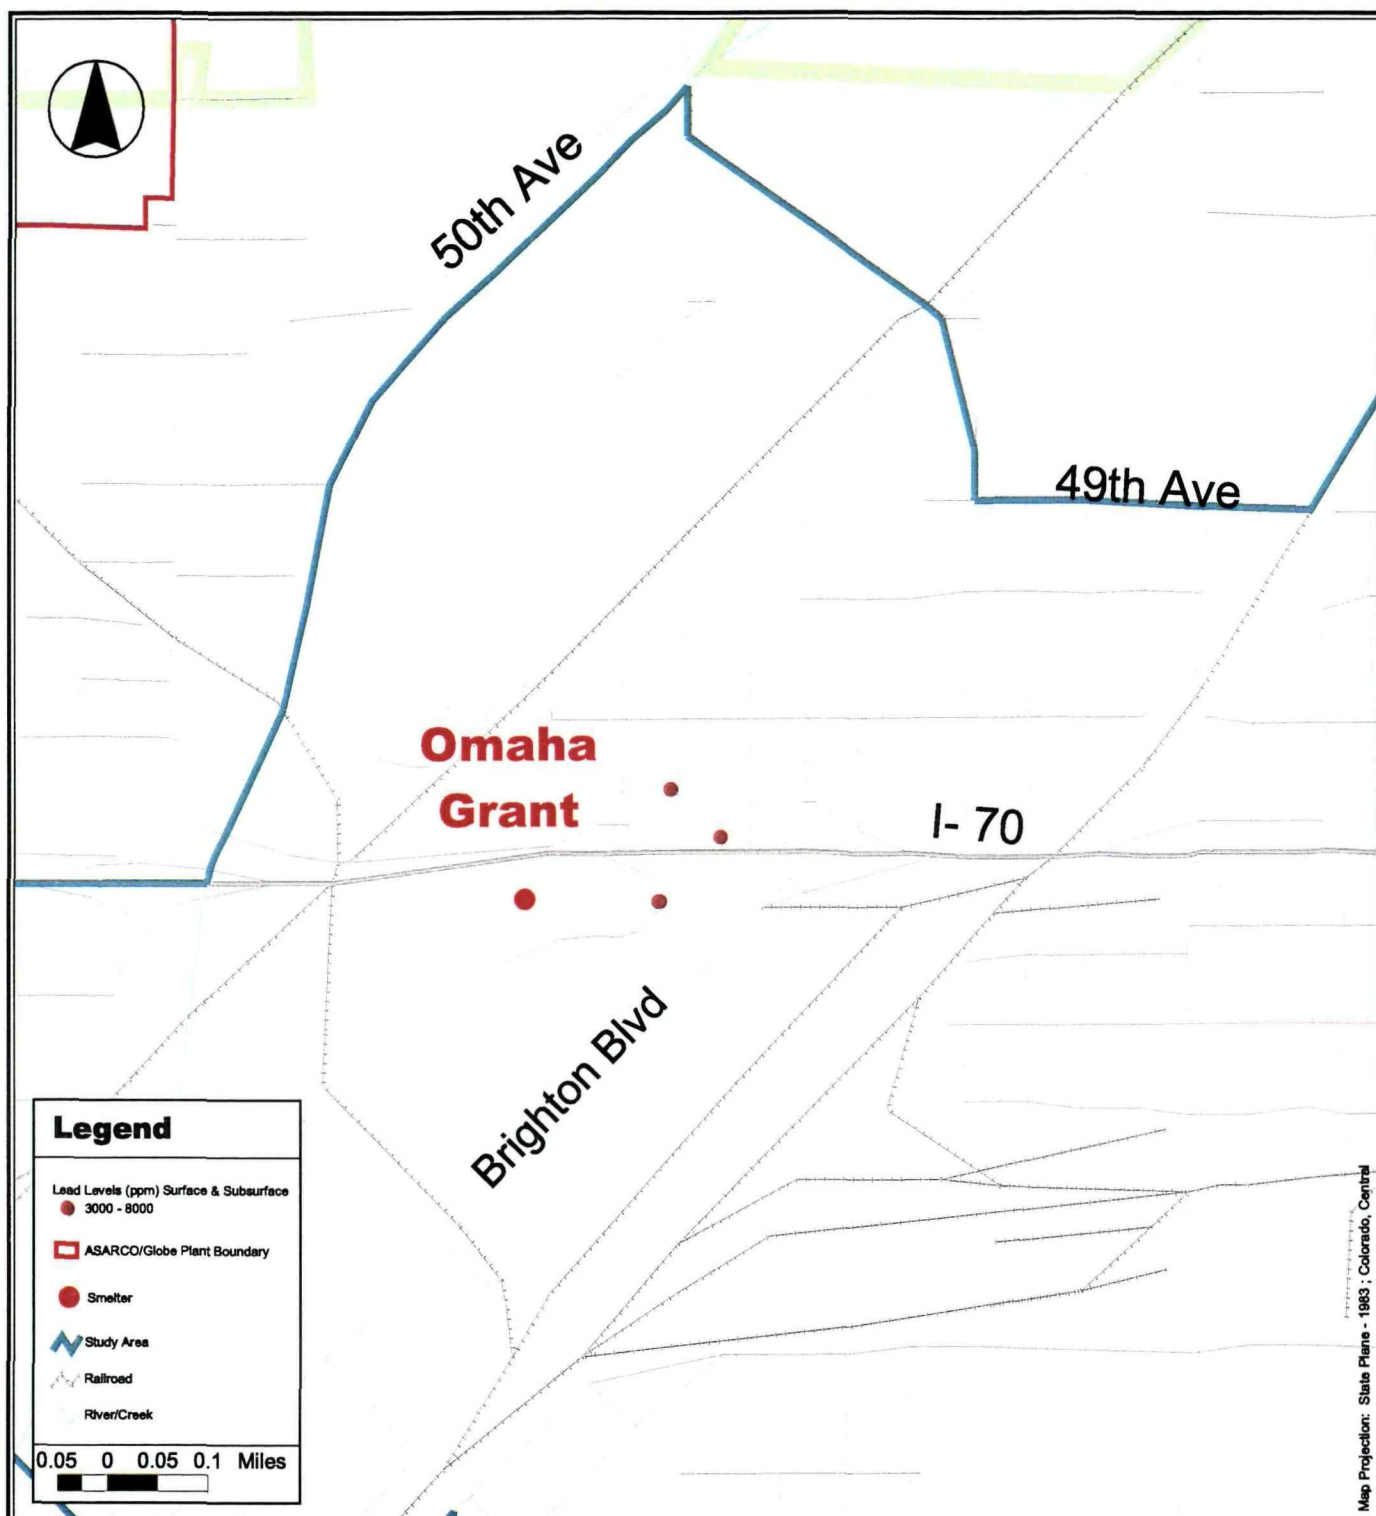 50th Ave
49th Ave
Omaha
Grant
I- 70
Brighton Blvd
Legend
Lead Levels (ppm) Surface & Subsurface
3000 - 8000
ASARCO/Globe Plant Boundary
Smelter
Study Area
Railroad
River/Creek
0.05 0 0.05 0.1 Miles
Map Projection: State Plane - 1983 ; Colorado, Central